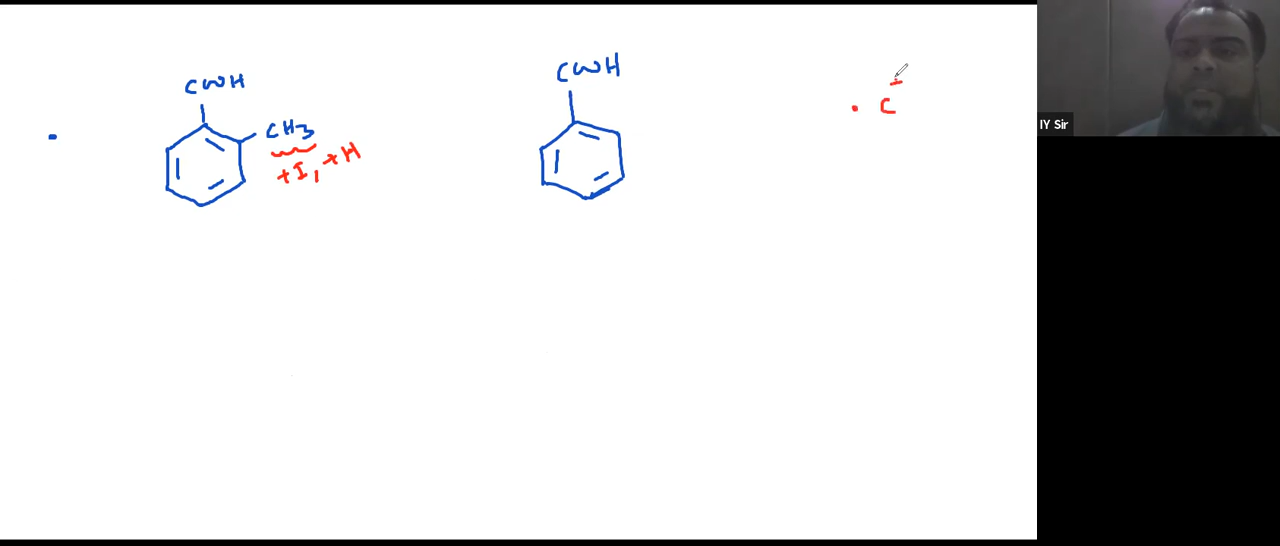 COOH
CH3
+I, +H
COOH
C
IY Sir